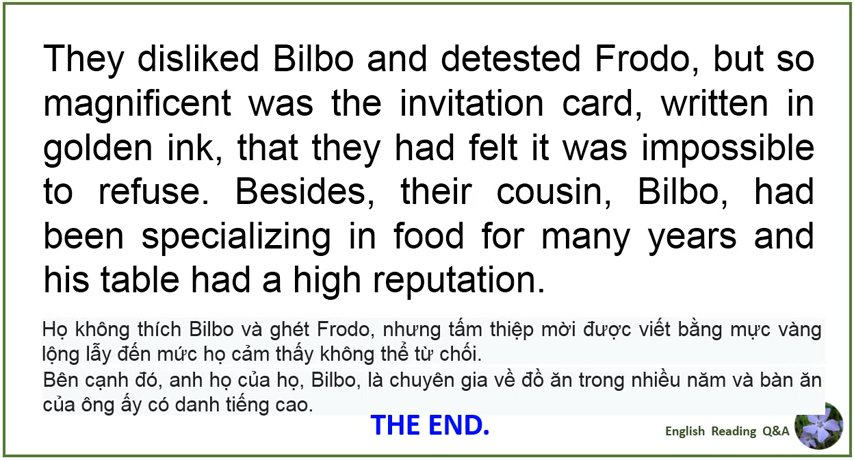 They disliked Bilbo and detested Frodo, but so
magnificent was the invitation card, written in
golden ink, that they had felt it was impossible
to refuse. Besides, their cousin, Bilbo, had
been specializing in food for many years and
his table had a high reputation.
Họ không thích Bilbo và ghét Frodo, nhưng tấm thiệp mời được viết bằng mực vàng
lộng lẫy đến mức họ cảm thấy không thể từ chối.
Bên cạnh đó, anh họ của họ, Bilbo, là chuyên gia về đồ ăn trong nhiều năm và bàn ăn
của ông ấy có danh tiếng cao.
THE END.
English Reading Q&A